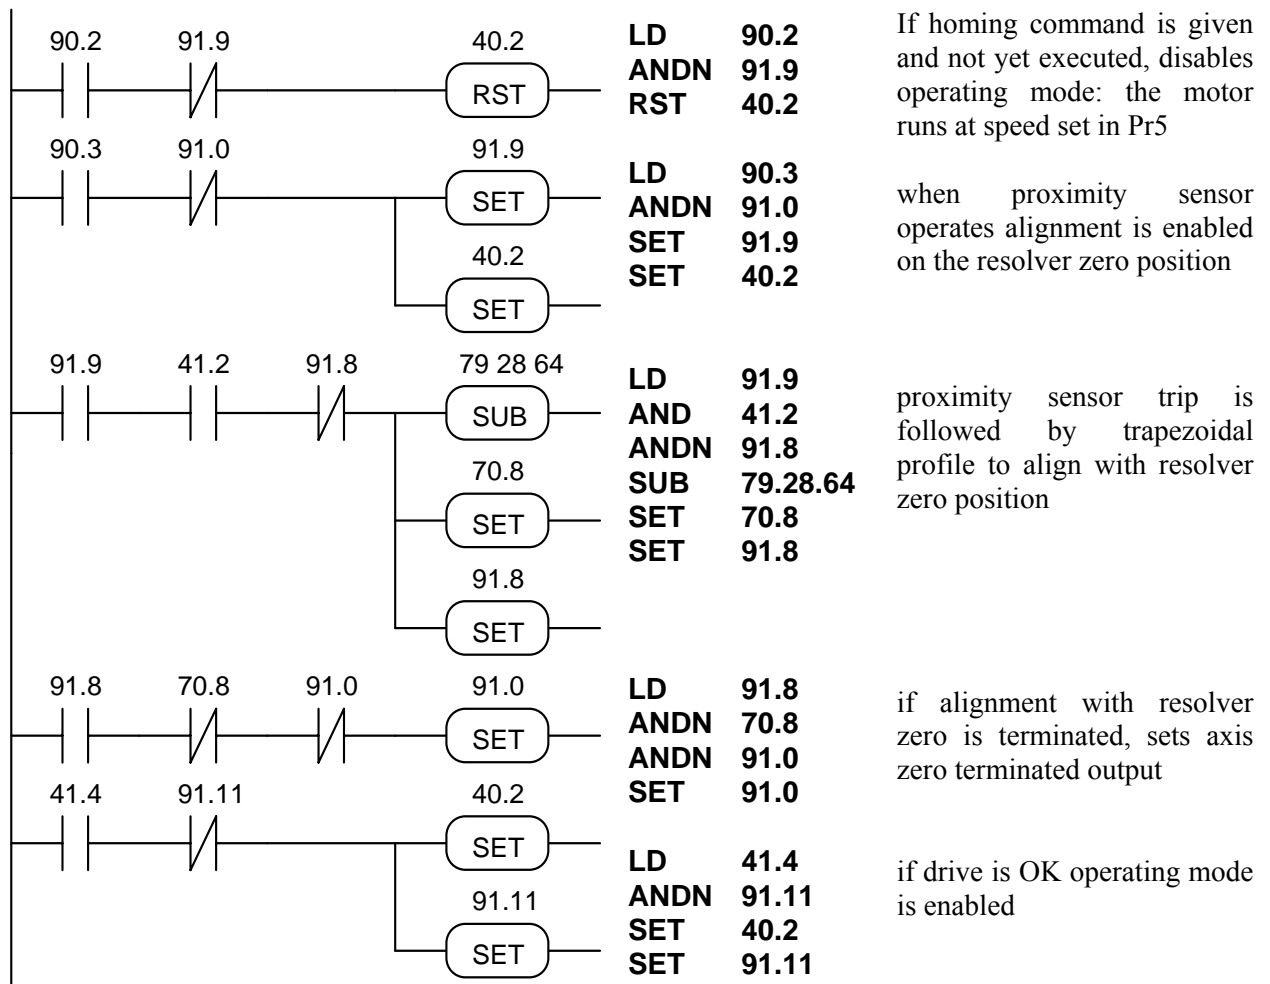 90.2 91.9 40.2
RST
LD 90.2
ANDN 91.9
RST 40.2
If homing command is given
and not yet executed, disables
operating mode: the motor
runs at speed set in Pr5
90.3 91.0 91.9
SET
40.2
SET
LD 90.3
ANDN 91.0
SET 91.9
SET 40.2
when proximity sensor
operates alignment is enabled
on the resolver zero position
91.9 41.2 91.8 79 28 64
SUB
70.8
SET
91.8
SET
LD 91.9
AND 41.2
ANDN 91.8
SUB 79.28.64
SET 70.8
SET 91.8
proximity sensor trip is
followed by trapezoidal
profile to align with resolver
zero position
91.8 70.8 91.0 91.0
SET
LD 91.8
ANDN 70.8
ANDN 91.0
SET 91.0
if alignment with resolver
zero is terminated, sets axis
zero terminated output
41.4 91.11 40.2
SET
91.11
SET
LD 41.4
ANDN 91.11
SET 40.2
SET 91.11
if drive is OK operating mode
is enabled